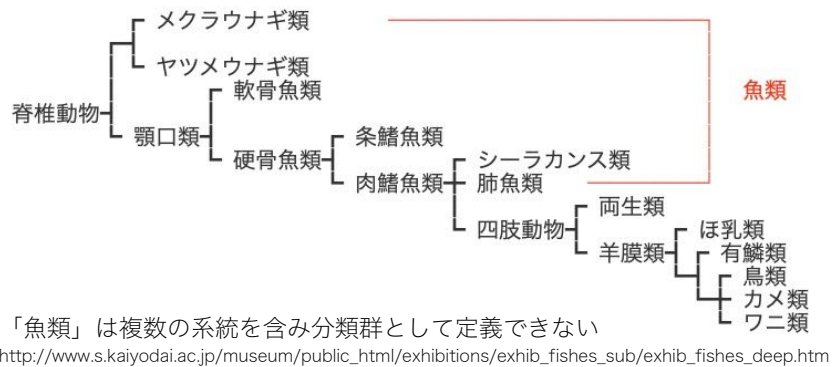 メクラウナギ類
ヤツメウナギ類
魚類
軟骨魚類
脊椎動物
顎口類
条鰭魚類
硬骨魚類
シーラカンス類
肉鰭魚類
肺魚類
両生類
四肢動物
ほ乳類
羊膜類
有鱗類
鳥類
カメ類
ワニ類
「魚類」は複数の系統を含み分類群として定義できない
http://www.s.kaiyodai.ac.jp/museum/public_html/exhibitions/exhib_fishes_sub/exhib_fishes_deep.htm